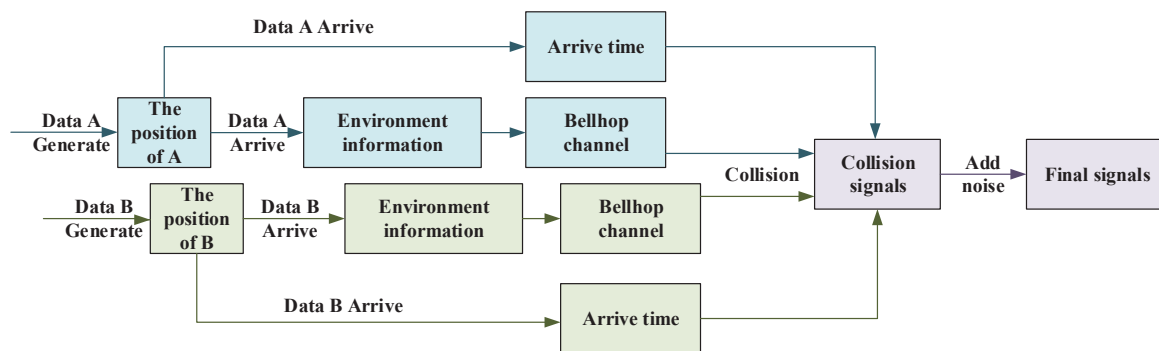 Data A Arrive
Arrive time
Data A
Generate
The
position
of A
Data A
Arrive
Environment
information
Bellhop
channel
Collision
Collision
signals
Add
noise
Final signals
Data B
Generate
The
position
of B
Data B
Arrive
Environment
information
Bellhop
channel
Data B Arrive
Arrive time